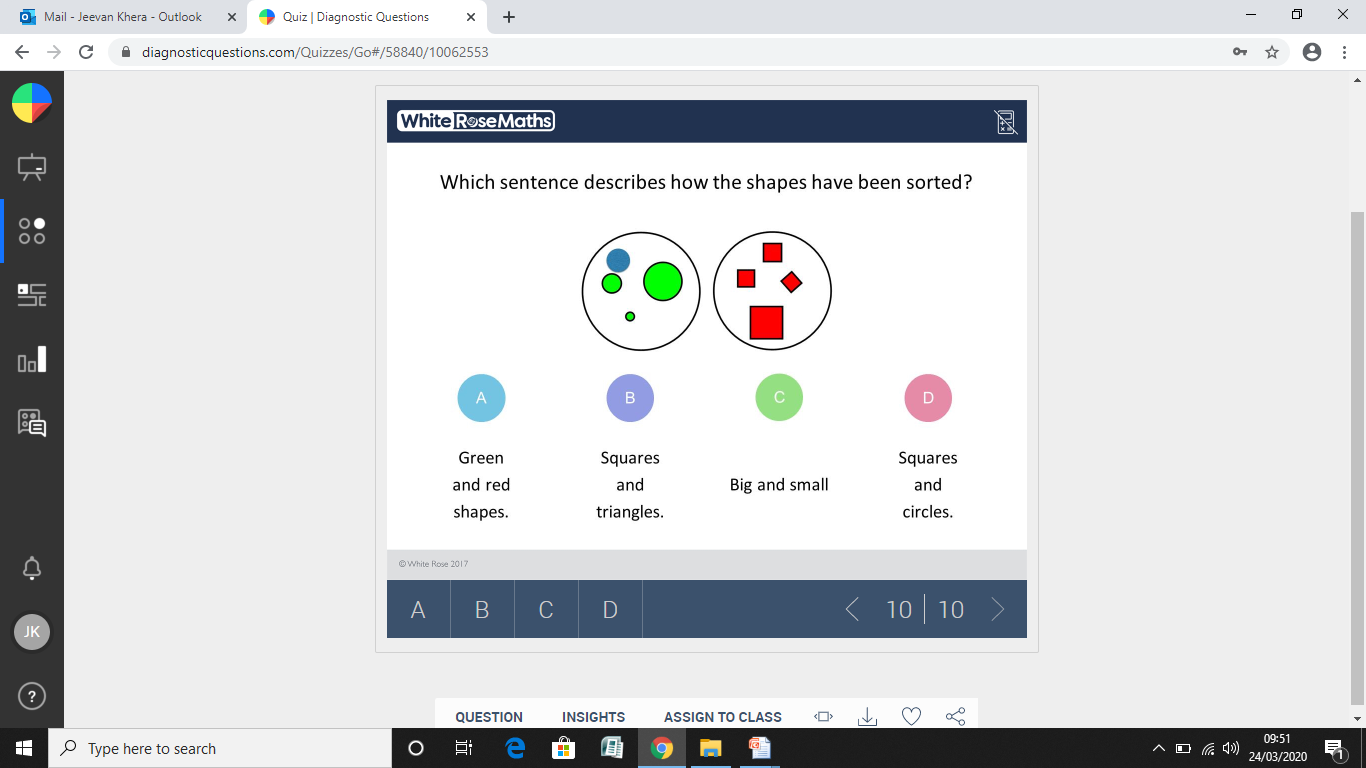 Mail - Jeevan Khera - Outlook
Quiz | Diagnostic Questions
diagnosticquestions.com/Quizzes/Go#/58840/10062553
WhiteRoseMaths
Which sentence describes how the shapes have been sorted?
A
B
C
D
Green
and red
shapes.
Squares
and
triangles.
Big and small
Squares
and
circles.
© White Rose 2017
A B C D 10 10
JK
?
QUESTION INSIGHTS ASSIGN TO CLASS
Type here to search
09:51
24/03/2020
1